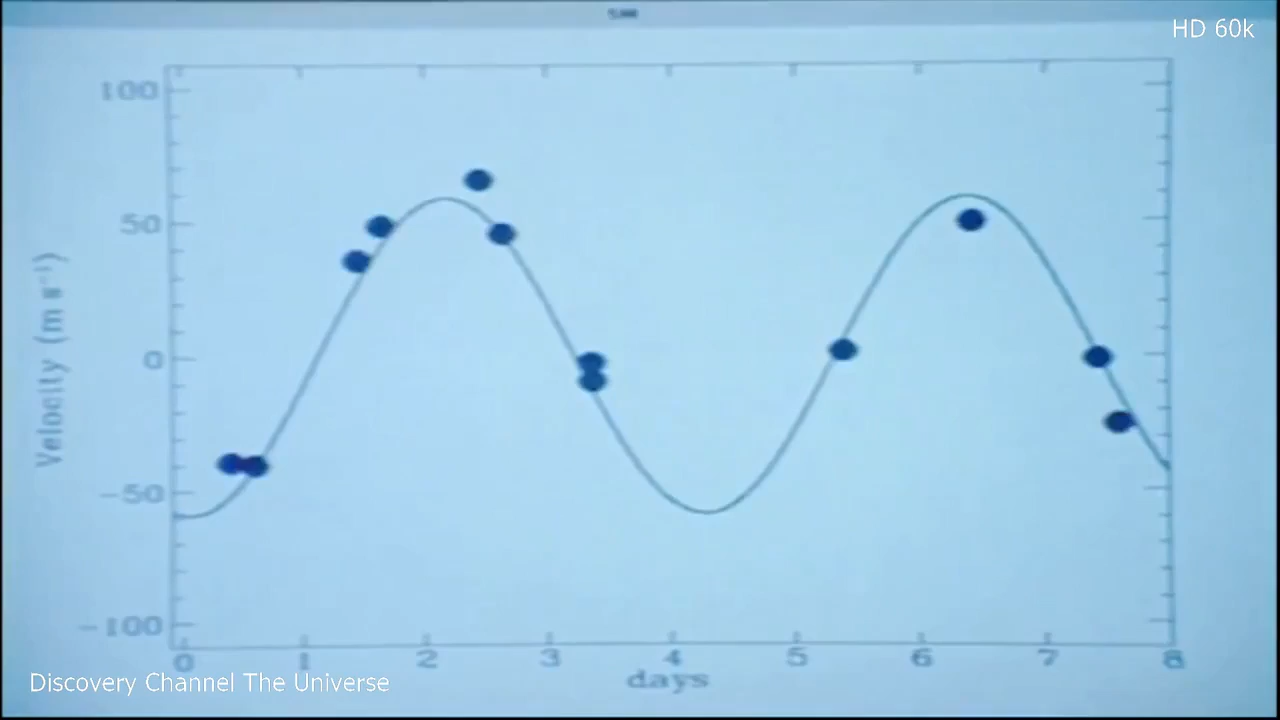 HD 60k
100
50
0
-50
-100
Velocity (m s⁻¹)
0 1 2 3 4 5 6 7 8
days
Discovery Channel The Universe